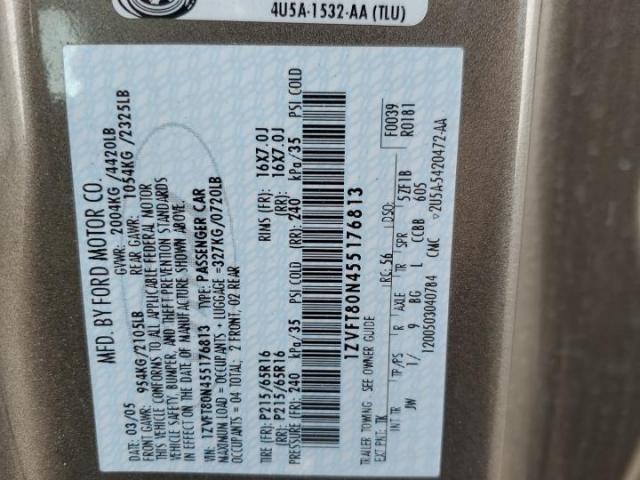 4U5A-1532-AA (TLU)
MFD. BY FORD MOTOR CO.
03/05 GVWR: 2004KG / 4420LB
FRONT GAWR: 954KG/2105LB REAR GAWR: 1054KG /2325LB
VEHICLE CONFORMS TO ALL APPLICABLE FEDERAL MOTOR
VEHICLE SAFETY, BUMPER, AND THEFT PREVENTION STANDARDS
IN EFFECT ON THE DATE OF MANUFACTURE SHOWN ABOVE.
VIN: 1ZVFT80N455176813 TYPE: PASSENGER CAR
MAXIMUM LOAD = OCCUPANTS + LUGGAGE =327KG/0720LB
OCCUPANTS = 04 TOTAL: 2 FRONT, 02 REAR
TIRE (FR): P215/65R16 RIMS (FR): 16X7.0J
TIRE (RR): P215/65R16 (RR): 16X7.0J
PRESSURE (FR): 240 kPa/35 PSI COLD (RR): 240 kPa/35 PSI COLD
1ZVFT80N455176813
TRAILER TOWING - SEE OWNER GUIDE F0039
EXT PNT: TK RC: 56 DSO: R0181
INT TR TP/PS R AXLE TR SPR 5ZF1B
JW 1/ 9 BG L CCBB 605
1200503040784 CMC ▽2U5A-5420472-AA